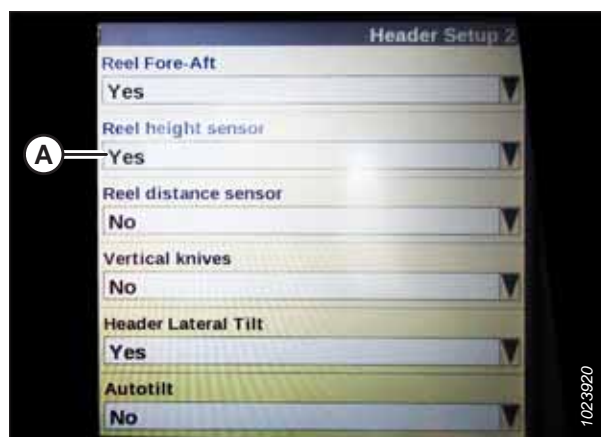 Header Setup 2
Reel Fore-Aft
Yes
Reel height sensor
A
Yes
Reel distance sensor
No
Vertical knives
No
Header Lateral Tilt
Yes
Autotilt
No
1023920